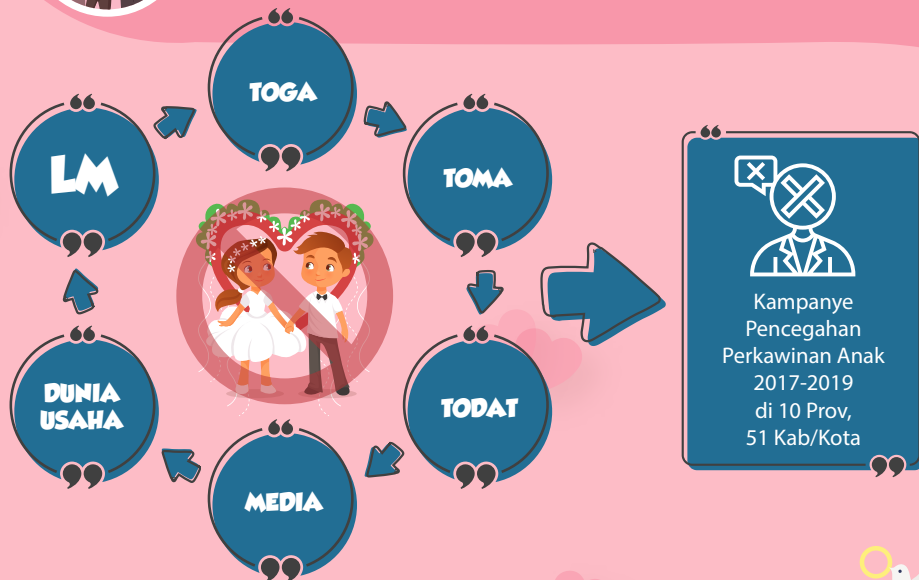 TOGA
TOMA
TODAT
MEDIA
DUNIA
USAHA
LM
Kampanye
Pencegahan
Perkawinan Anak
2017-2019
di 10 Prov,
51 Kab/Kota